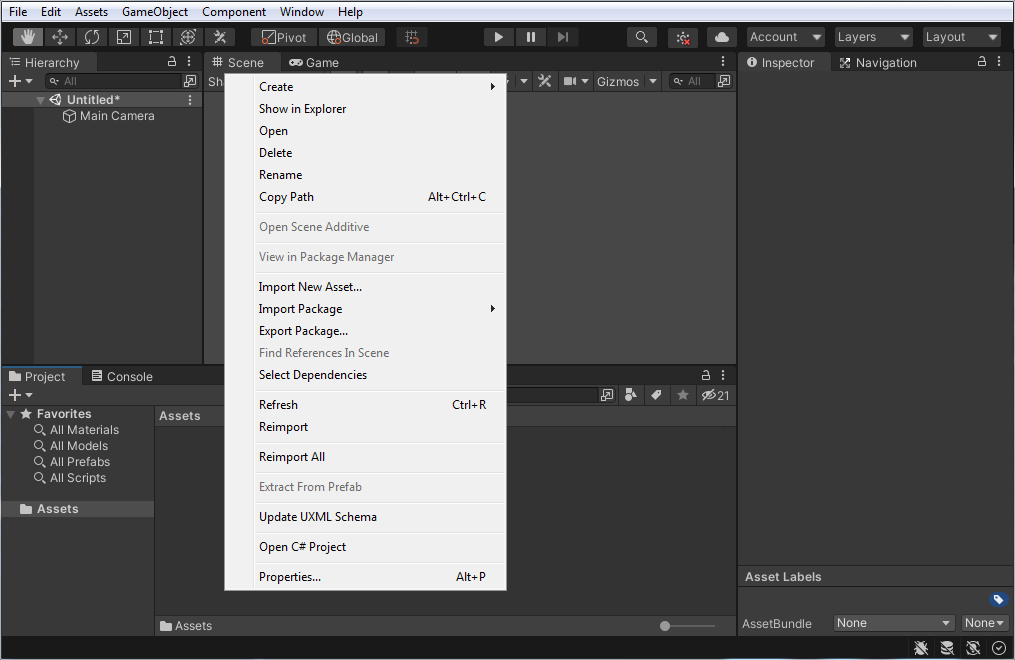 File Edit Assets GameObject Component Window Help
Pivot Global Account Layers Layout
Hierarchy
All
Untitled*
Main Camera
Scene Game
Sh Gizmos All
Create
Show in Explorer
Open
Delete
Rename
Copy Path Alt+Ctrl+C
Open Scene Additive
View in Package Manager
Import New Asset...
Import Package
Export Package...
Find References In Scene
Select Dependencies
Refresh Ctrl+R
Reimport
Reimport All
Extract From Prefab
Update UXML Schema
Open C# Project
Properties... Alt+P
Inspector Navigation
Project Console
21
Favorites
All Materials
All Models
All Prefabs
All Scripts
Assets
Assets
Assets
Asset Labels
AssetBundle None None